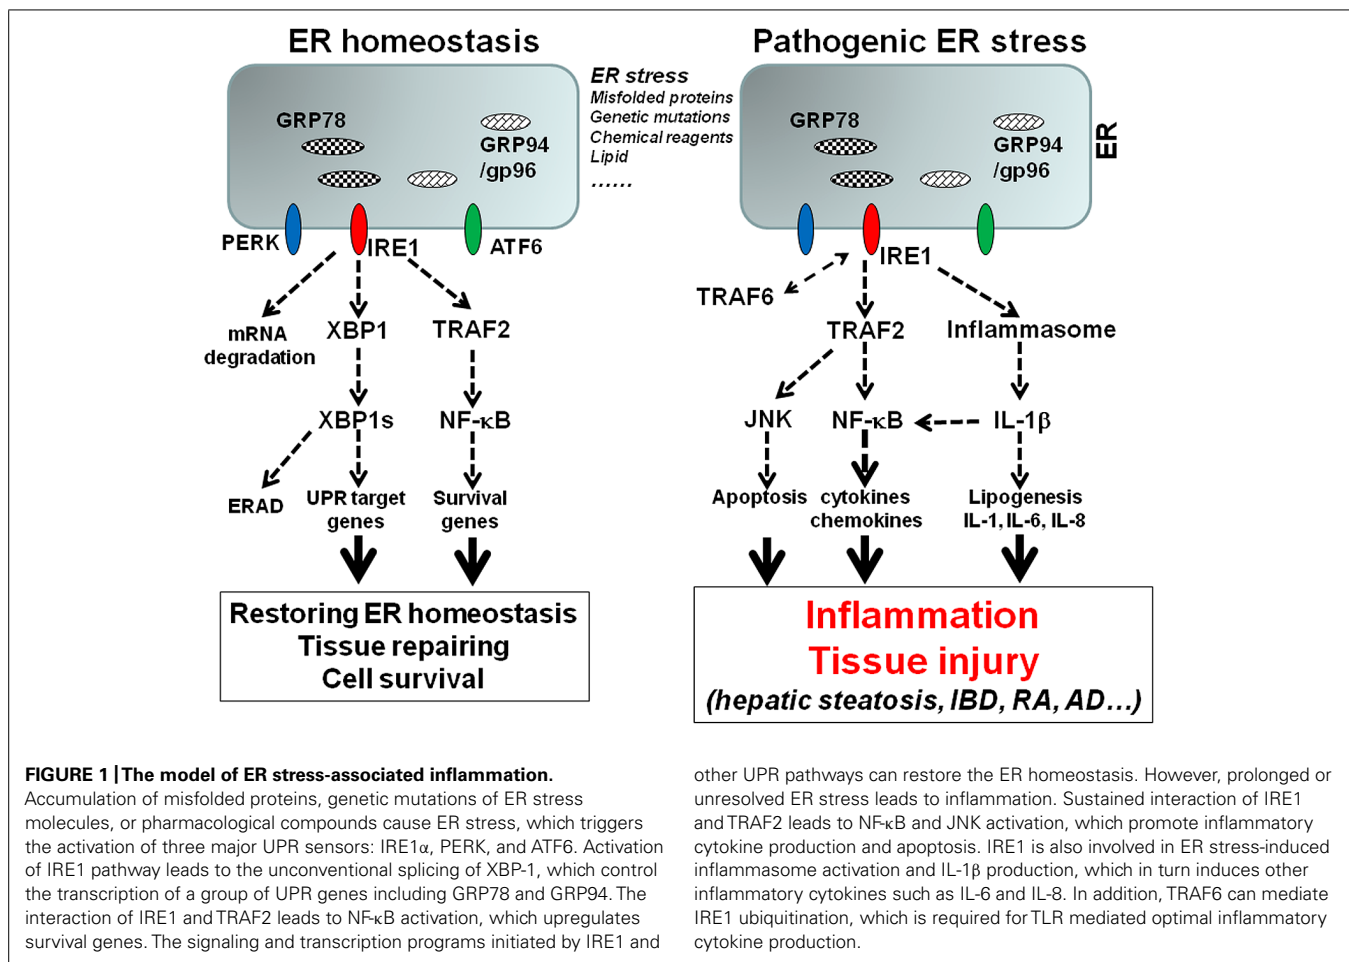 ER homeostasis
Pathogenic ER stress
ER stress
Misfolded proteins
Genetic mutations
Chemical reagents
Lipid
......
GRP78
GRP94
/gp96
PERK
IRE1
ATF6
mRNA
degradation
XBP1
TRAF2
XBP1s
NF-κB
ERAD
UPR target
genes
Survival
genes
Restoring ER homeostasis
Tissue repairing
Cell survival
GRP78
GRP94
/gp96
ER
IRE1
TRAF6
TRAF2
Inflammasome
JNK
NF-κB
IL-1β
Apoptosis
cytokines
chemokines
Lipogenesis
IL-1, IL-6, IL-8
Inflammation
Tissue injury
(hepatic steatosis, IBD, RA, AD...)
FIGURE 1 | The model of ER stress-associated inflammation.
Accumulation of misfolded proteins, genetic mutations of ER stress
molecules, or pharmacological compounds cause ER stress, which triggers
the activation of three major UPR sensors: IRE1α, PERK, and ATF6. Activation
of IRE1 pathway leads to the unconventional splicing of XBP-1, which control
the transcription of a group of UPR genes including GRP78 and GRP94. The
interaction of IRE1 and TRAF2 leads to NF-κB activation, which upregulates
survival genes. The signaling and transcription programs initiated by IRE1 and
other UPR pathways can restore the ER homeostasis. However, prolonged or
unresolved ER stress leads to inflammation. Sustained interaction of IRE1
and TRAF2 leads to NF-κB and JNK activation, which promote inflammatory
cytokine production and apoptosis. IRE1 is also involved in ER stress-induced
inflammasome activation and IL-1β production, which in turn induces other
inflammatory cytokines such as IL-6 and IL-8. In addition, TRAF6 can mediate
IRE1 ubiquitination, which is required for TLR mediated optimal inflammatory
cytokine production.